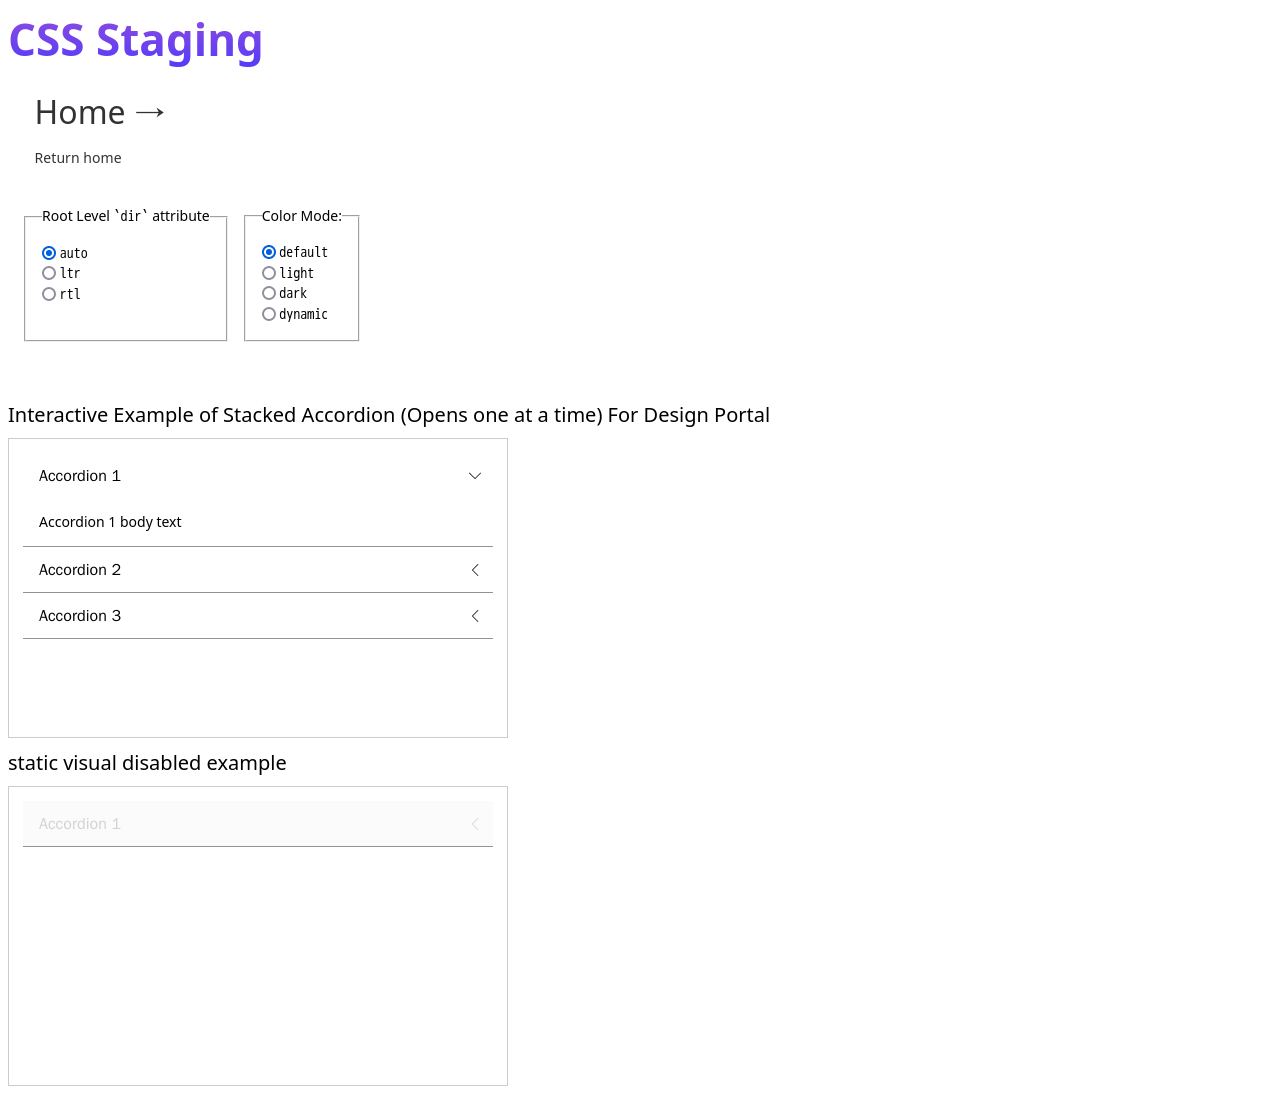 CSS Staging
Home →
Return home
Root Level `dir` attribute
auto
ltr
rtl
Color Mode:
default
light
dark
dynamic
Interactive Example of Stacked Accordion (Opens one at a time) For Design Portal
Accordion 1
Accordion 1 body text
Accordion 2
Accordion 3
static visual disabled example
Accordion 1